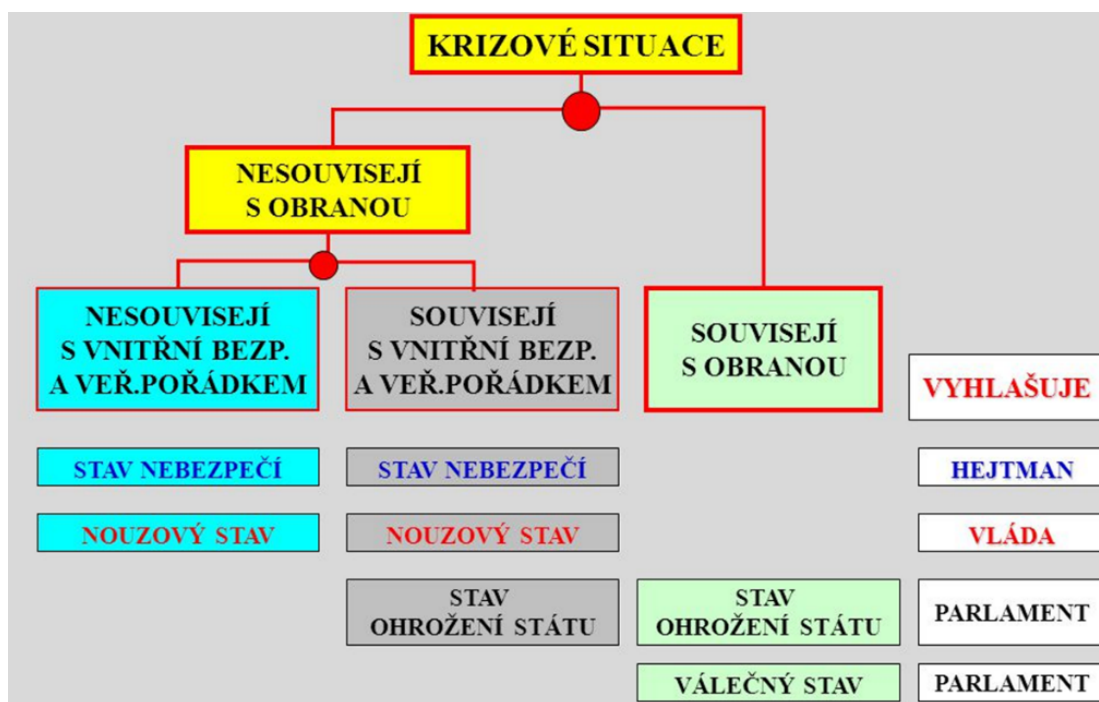 KRIZOVÉ SITUACE
NESOUVISEJÍ
S OBRANOU
NESOUVISEJÍ
S VNITŘNÍ BEZP.
A VEŘ.POŘÁDKEM
SOUVISEJÍ
S VNITŘNÍ BEZP.
A VEŘ.POŘÁDKEM
SOUVISEJÍ
S OBRANOU
VYHLAŠUJE
STAV NEBEZPEČÍ
STAV NEBEZPEČÍ
HEJTMAN
NOUZOVÝ STAV
NOUZOVÝ STAV
VLÁDA
STAV
OHROŽENÍ STÁTU
STAV
OHROŽENÍ STÁTU
PARLAMENT
VÁLEČNÝ STAV
PARLAMENT